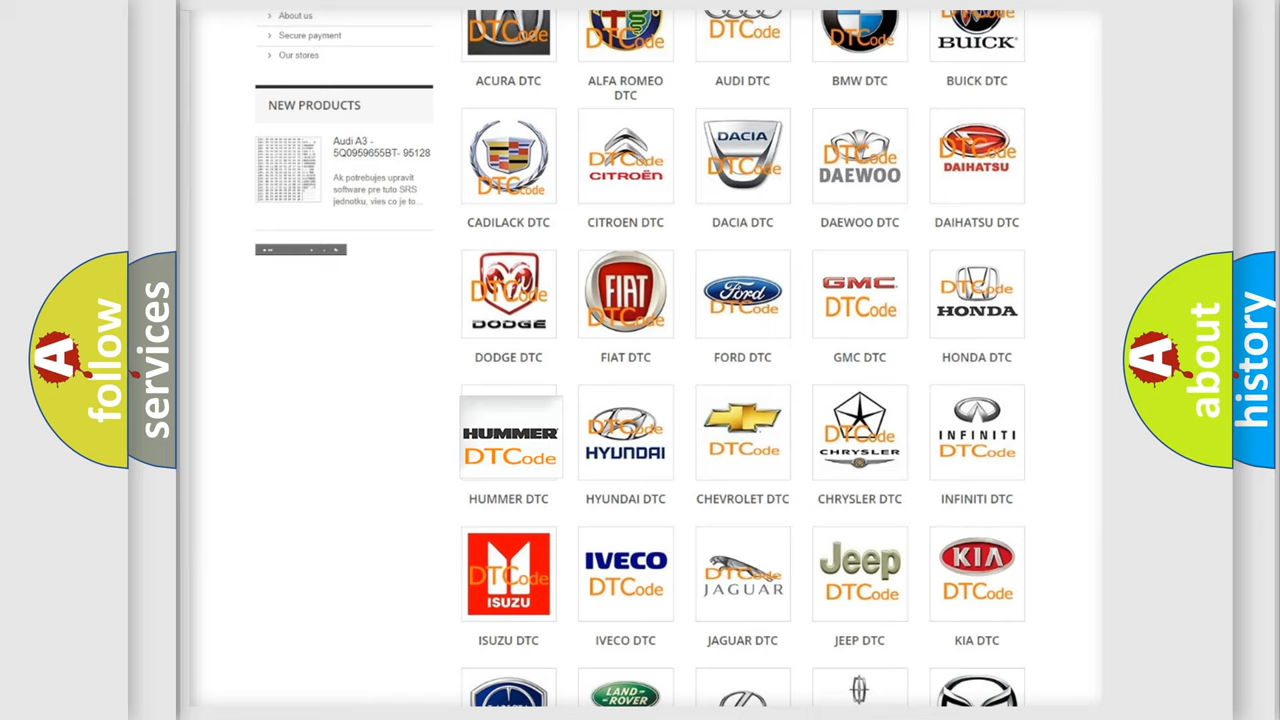 About us
Secure payment
Our stores
NEW PRODUCTS
Audi A3 -
5Q0959655BT- 95128
Ak potrebujes upravit
software pre tuto SRS
jednotku, vies co je to...
A follow
services
DTCode
DTCode
DTCode
DTCode
DTCode
BUICK
ACURA DTC
ALFA ROMEO
DTC
AUDI DTC
BMW DTC
BUICK DTC
DTCode
DTCode
CITROËN
DACIA
DTCode
DTCode
DAEWOO
DTCode
DAIHATSU
CADILACK DTC
CITROEN DTC
DACIA DTC
DAEWOO DTC
DAIHATSU DTC
DTCode
DODGE
FIAT
DTCode
Ford
DTCode
GMC
DTCode
DTCode
HONDA
DODGE DTC
FIAT DTC
FORD DTC
GMC DTC
HONDA DTC
HUMMER
DTCode
DTCode
HYUNDAI
DTCode
DTCode
CHRYSLER
INFINITI
DTCode
HUMMER DTC
HYUNDAI DTC
CHEVROLET DTC
CHRYSLER DTC
INFINITI DTC
DTCode
ISUZU
IVECO
DTCode
DTCode
JAGUAR
Jeep
DTCode
KIA
DTCode
ISUZU DTC
IVECO DTC
JAGUAR DTC
JEEP DTC
KIA DTC
LAND-
ROVER
A about
history